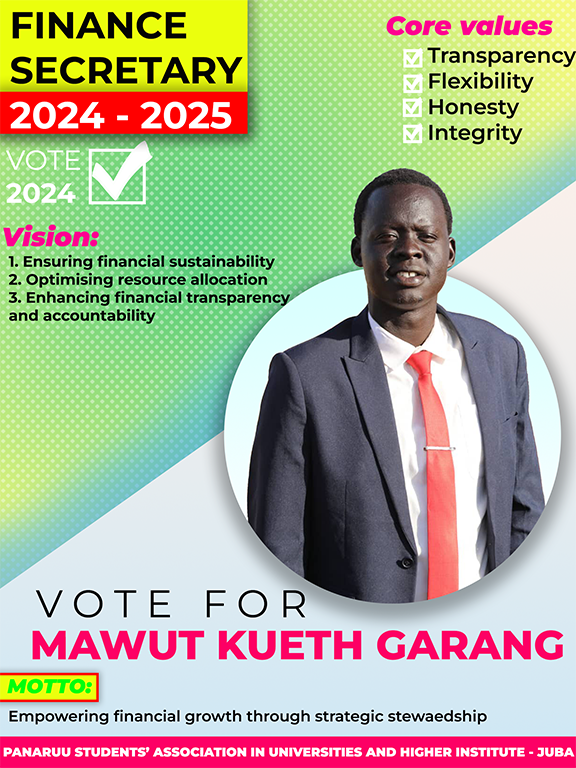 FINANCE
SECRETARY
2024 - 2025
VOTE
2024
Core values
Transparency
Flexibility
Honesty
Integrity
Vision:
1. Ensuring financial sustainability
2. Optimising resource allocation
3. Enhancing financial transparency
and accountability
VOTE FOR
MAWUT KUETH GARANG
MOTTO:
Empowering financial growth through strategic stewaedship
PANARUU STUDENTS' ASSOCIATION IN UNIVERSITIES AND HIGHER INSTITUTE - JUBA